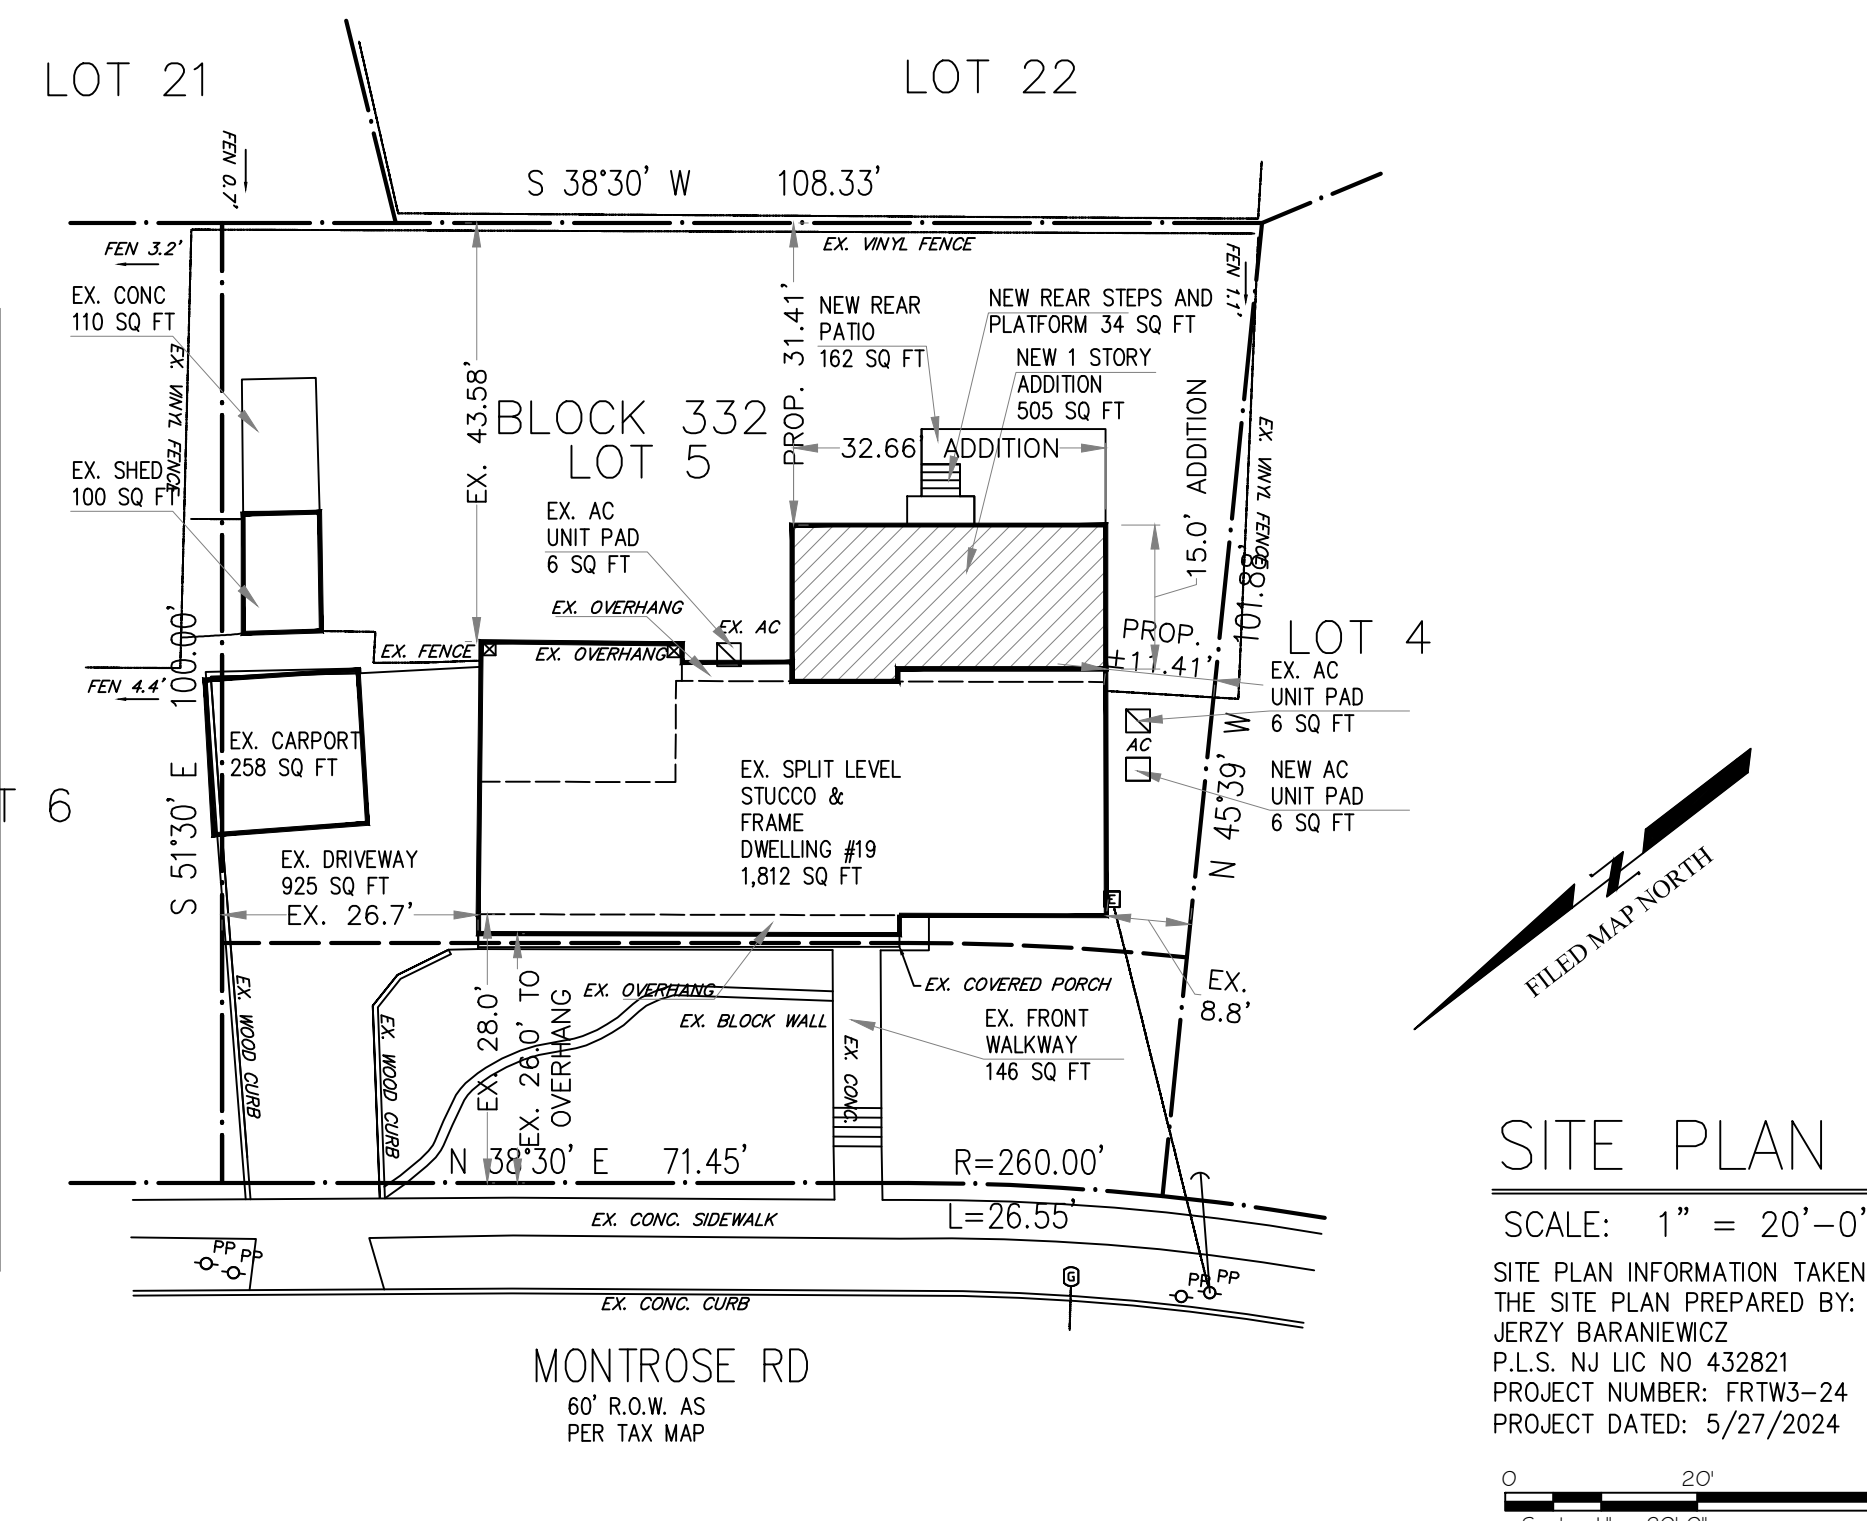 LOT 21
LOT 22
FEN 0.7'
S 38°30' W 108.33'
FEN 3.2'
EX. VINYL FENCE
FEN 1.1'
EX. CONC
110 SQ FT
EX. VINYL FENCE
EX. 43.58'
PROP. 31.41'
NEW REAR
PATIO
162 SQ FT
NEW REAR STEPS AND
PLATFORM 34 SQ FT
NEW 1 STORY
ADDITION
505 SQ FT
BLOCK 332
LOT 5
32.66 ADDITION
15.0' ADDITION
EX. VINYL FENCE
101.88'
EX. SHED
100 SQ FT
EX. AC
UNIT PAD
6 SQ FT
EX. OVERHANG
EX. AC
EX. FENCE
EX. OVERHANG
PROP.
±11.41'
LOT 4
EX. AC
UNIT PAD
6 SQ FT
FEN 4.4'
S 51°30' E 100.00'
EX. CARPORT
258 SQ FT
AC
NEW AC
UNIT PAD
6 SQ FT
N 45°39' W
T 6
EX. SPLIT LEVEL
STUCCO &
FRAME
DWELLING #19
1,812 SQ FT
EX. DRIVEWAY
925 SQ FT
EX. 26.7'
E
N
FILED MAP NORTH
EX. WOOD CURB
EX. WOOD CURB
EX. 28.0'
EX. 26.0' TO
OVERHANG
EX. OVERHANG
EX. BLOCK WALL
EX. COVERED PORCH
EX. CONC.
EX. FRONT
WALKWAY
146 SQ FT
EX.
8.8'
N 38°30' E 71.45'
R=260.00'
L=26.55'
EX. CONC. SIDEWALK
PP
PP
G
PP
PP
EX. CONC. CURB
MONTROSE RD
60' R.O.W. AS
PER TAX MAP
SITE PLAN
SCALE: 1" = 20'-0"
SITE PLAN INFORMATION TAKEN
THE SITE PLAN PREPARED BY:
JERZY BARANIEWICZ
P.L.S. NJ LIC NO 432821
PROJECT NUMBER: FRTW3-24
PROJECT DATED: 5/27/2024
0 20'